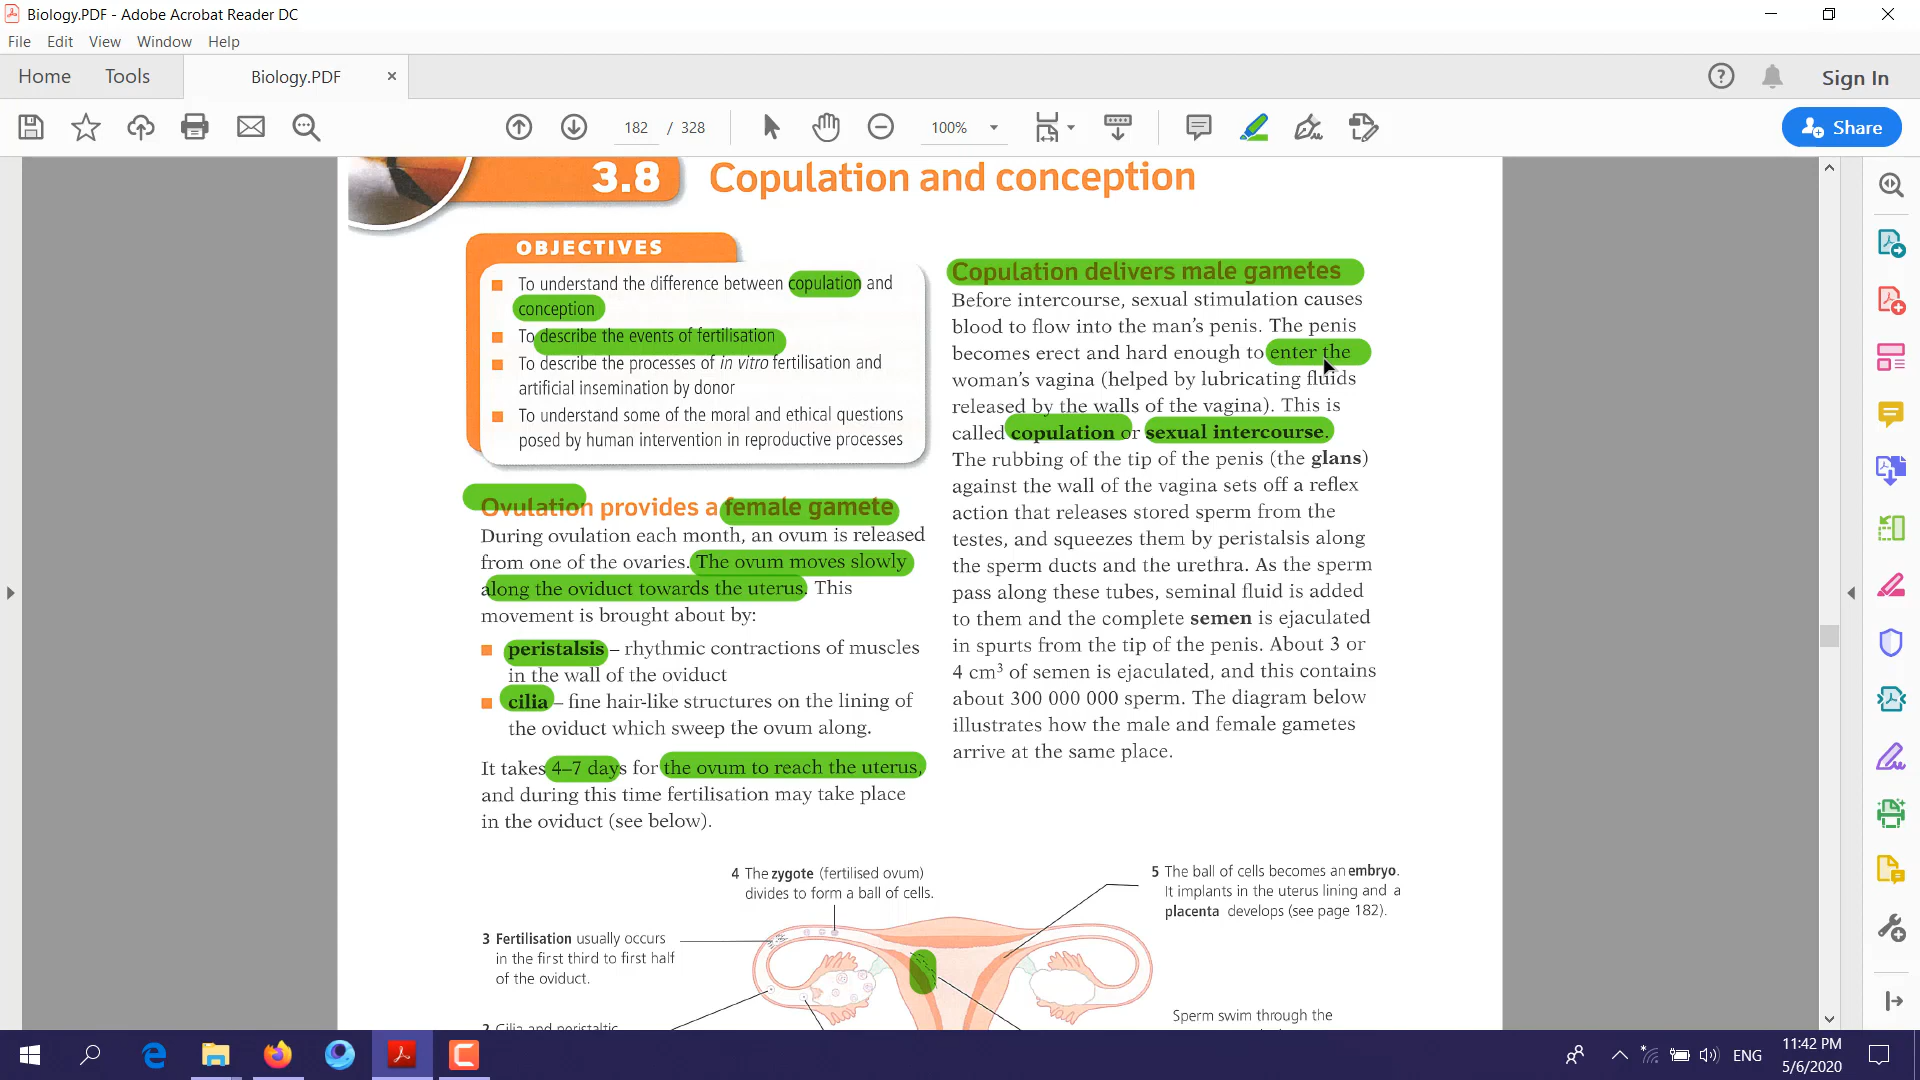 Biology.PDF - Adobe Acrobat Reader DC
File Edit View Window Help
Home Tools Biology.PDF × ? Sign In
182 / 328 100% Share
3.8 Copulation and conception
OBJECTIVES
To understand the difference between copulation and
conception
To describe the events of fertilisation
To describe the processes of in vitro fertilisation and
artificial insemination by donor
To understand some of the moral and ethical questions
posed by human intervention in reproductive processes
Ovulation provides a female gamete
During ovulation each month, an ovum is released
from one of the ovaries. The ovum moves slowly
along the oviduct towards the uterus. This
movement is brought about by:
peristalsis – rhythmic contractions of muscles
in the wall of the oviduct
cilia – fine hair-like structures on the lining of
the oviduct which sweep the ovum along.
It takes 4–7 days for the ovum to reach the uterus,
and during this time fertilisation may take place
in the oviduct (see below).
Copulation delivers male gametes
Before intercourse, sexual stimulation causes
blood to flow into the man's penis. The penis
becomes erect and hard enough to enter the
woman's vagina (helped by lubricating fluids
released by the walls of the vagina). This is
called copulation or sexual intercourse.
The rubbing of the tip of the penis (the glans)
against the wall of the vagina sets off a reflex
action that releases stored sperm from the
testes, and squeezes them by peristalsis along
the sperm ducts and the urethra. As the sperm
pass along these tubes, seminal fluid is added
to them and the complete semen is ejaculated
in spurts from the tip of the penis. About 3 or
4 cm³ of semen is ejaculated, and this contains
about 300 000 000 sperm. The diagram below
illustrates how the male and female gametes
arrive at the same place.
4 The zygote (fertilised ovum)
divides to form a ball of cells.
5 The ball of cells becomes an embryo.
It implants in the uterus lining and a
placenta develops (see page 182).
3 Fertilisation usually occurs
in the first third to first half
of the oviduct.
2 Cilia and peristaltic
Sperm swim through the
ENG
11:42 PM
5/6/2020